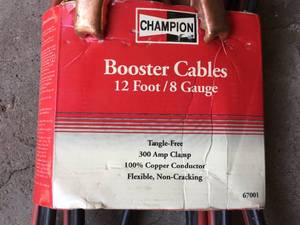 CHAMPION
Booster Cables
12 Foot/8 Gauge
Tangle-Free
300 Amp Clamp
100% Copper Conductor
Flexible, Non-Cracking
67001